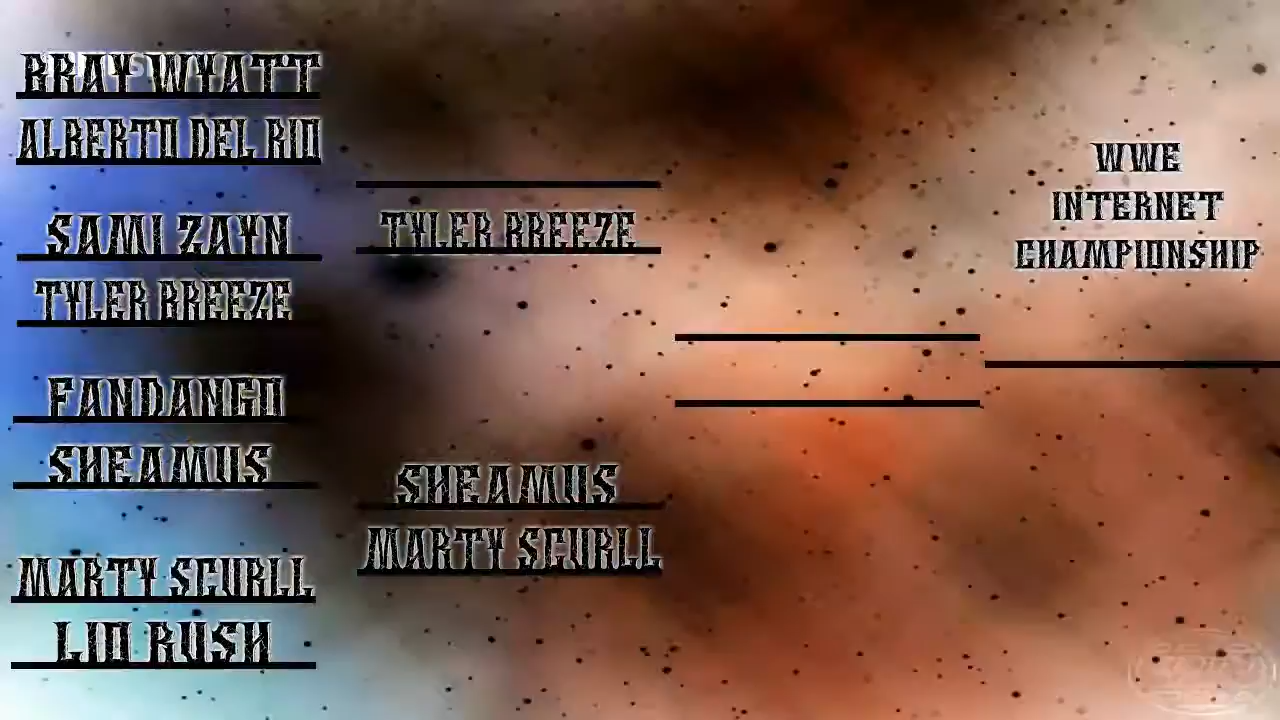 BRAY WYATT
ALBERTO DEL RIO
SAMI ZAYN
TYLER BREEZE
FANDANGO
SHEAMUS
MARTY SCURLL
LIO RUSH
TYLER BREEZE
SHEAMUS
MARTY SCURLL
WWE
INTERNET
CHAMPIONSHIP